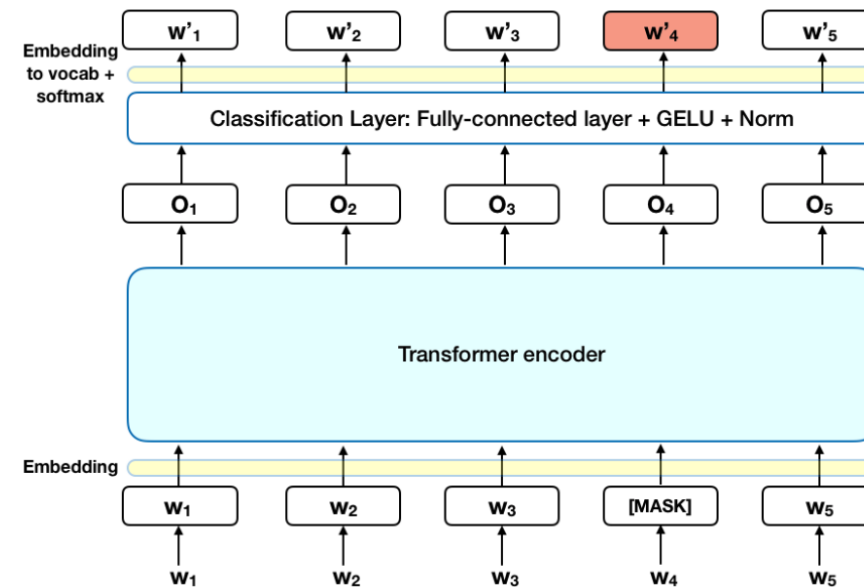 w'₁ w'₂ w'₃ w'₄ w'₅
Embedding
to vocab +
softmax
Classification Layer: Fully-connected layer + GELU + Norm
O₁ O₂ O₃ O₄ O₅
Transformer encoder
Embedding
w₁ w₂ w₃ [MASK] w₅
w₁ w₂ w₃ w₄ w₅